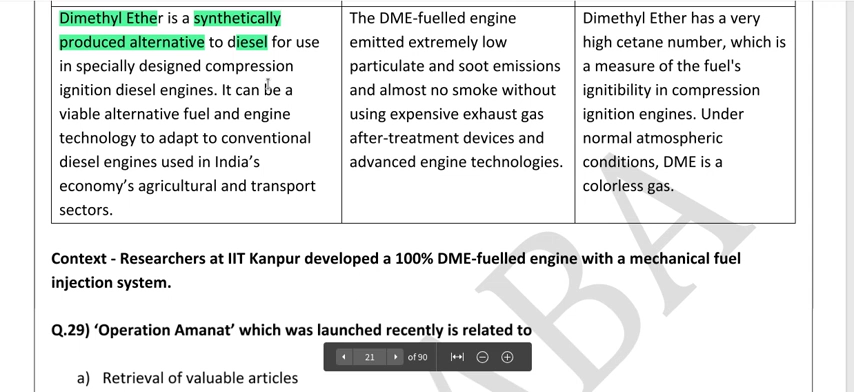 Dimethyl Ether is a synthetically
produced alternative to diesel for use
in specially designed compression
ignition diesel engines. It can be a
viable alternative fuel and engine
technology to adapt to conventional
diesel engines used in India's
economy's agricultural and transport
sectors.
The DME-fuelled engine
emitted extremely low
particulate and soot emissions
and almost no smoke without
using expensive exhaust gas
after-treatment devices and
advanced engine technologies.
Dimethyl Ether has a very
high cetane number, which is
a measure of the fuel's
ignitibility in compression
ignition engines. Under
normal atmospheric
conditions, DME is a
colorless gas.
Context - Researchers at IIT Kanpur developed a 100% DME-fuelled engine with a mechanical fuel
injection system.
Q.29) ‘Operation Amanat’ which was launched recently is related to
21 of 90
a) Retrieval of valuable articles